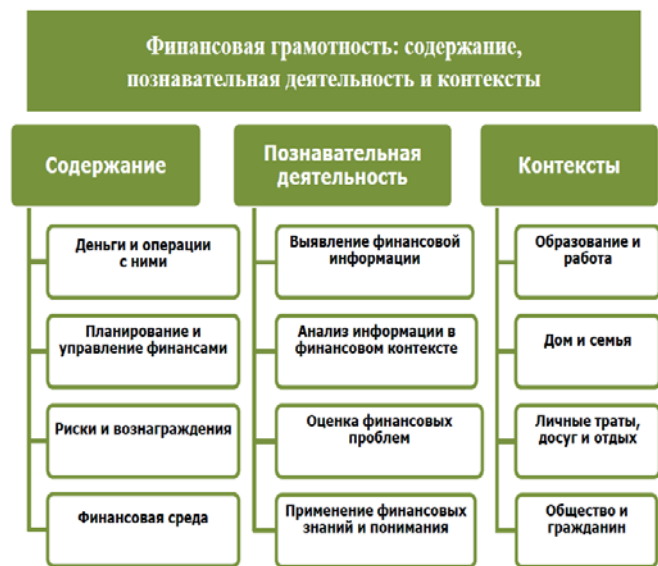 Финансовая грамотность: содержание,
познавательная деятельность и контексты
Содержание
Деньги и операции
с ними
Планирование и
управление финансами
Риски и вознаграждения
Финансовая среда
Познавательная
деятельность
Выявление финансовой
информации
Анализ информации в
финансовом контексте
Оценка финансовых
проблем
Применение финансовых
знаний и понимания
Контексты
Образование и
работа
Дом и семья
Личные траты,
досуг и отдых
Общество и
гражданин